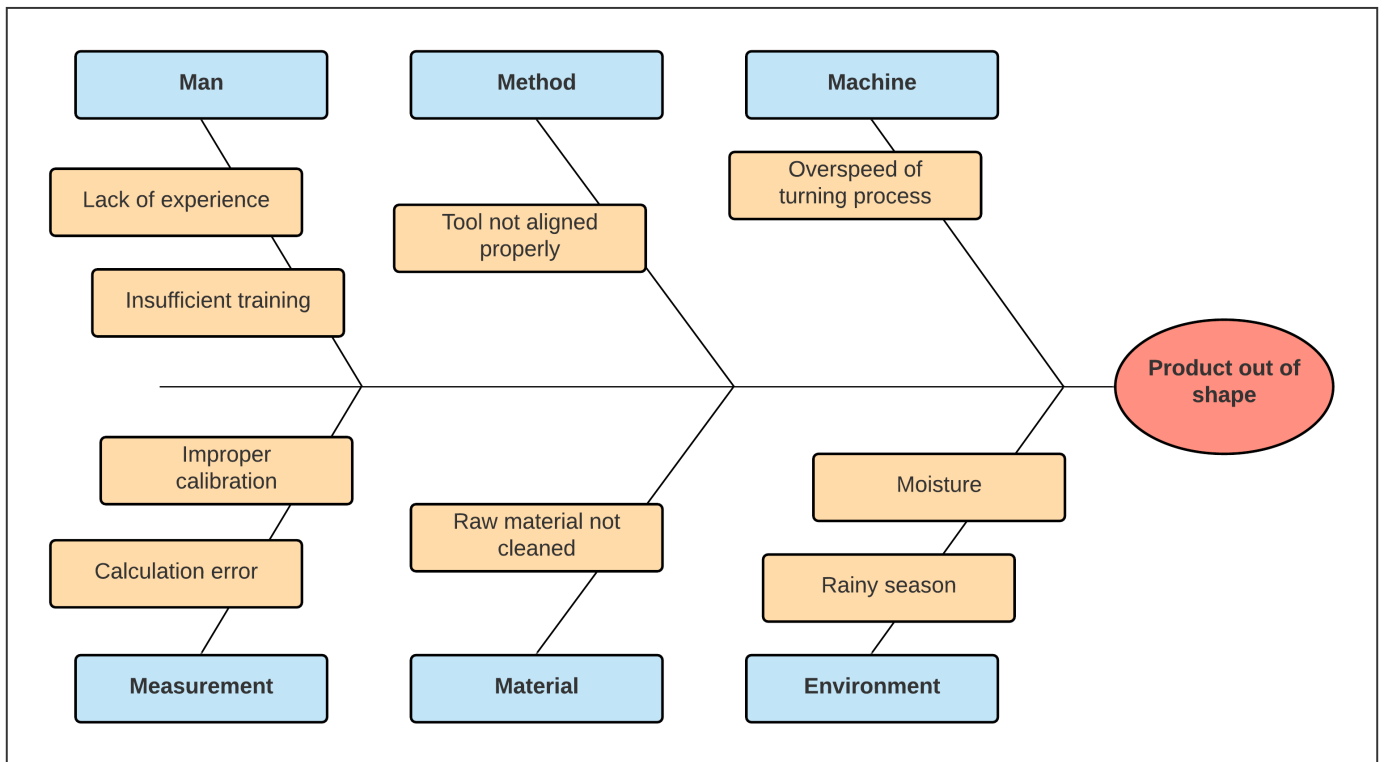 Man
Method
Machine
Overspeed of
turning process
Lack of experience
Tool not aligned
properly
Insufficient training
Product out of
shape
Improper
calibration
Moisture
Raw material not
cleaned
Calculation error
Rainy season
Measurement
Material
Environment